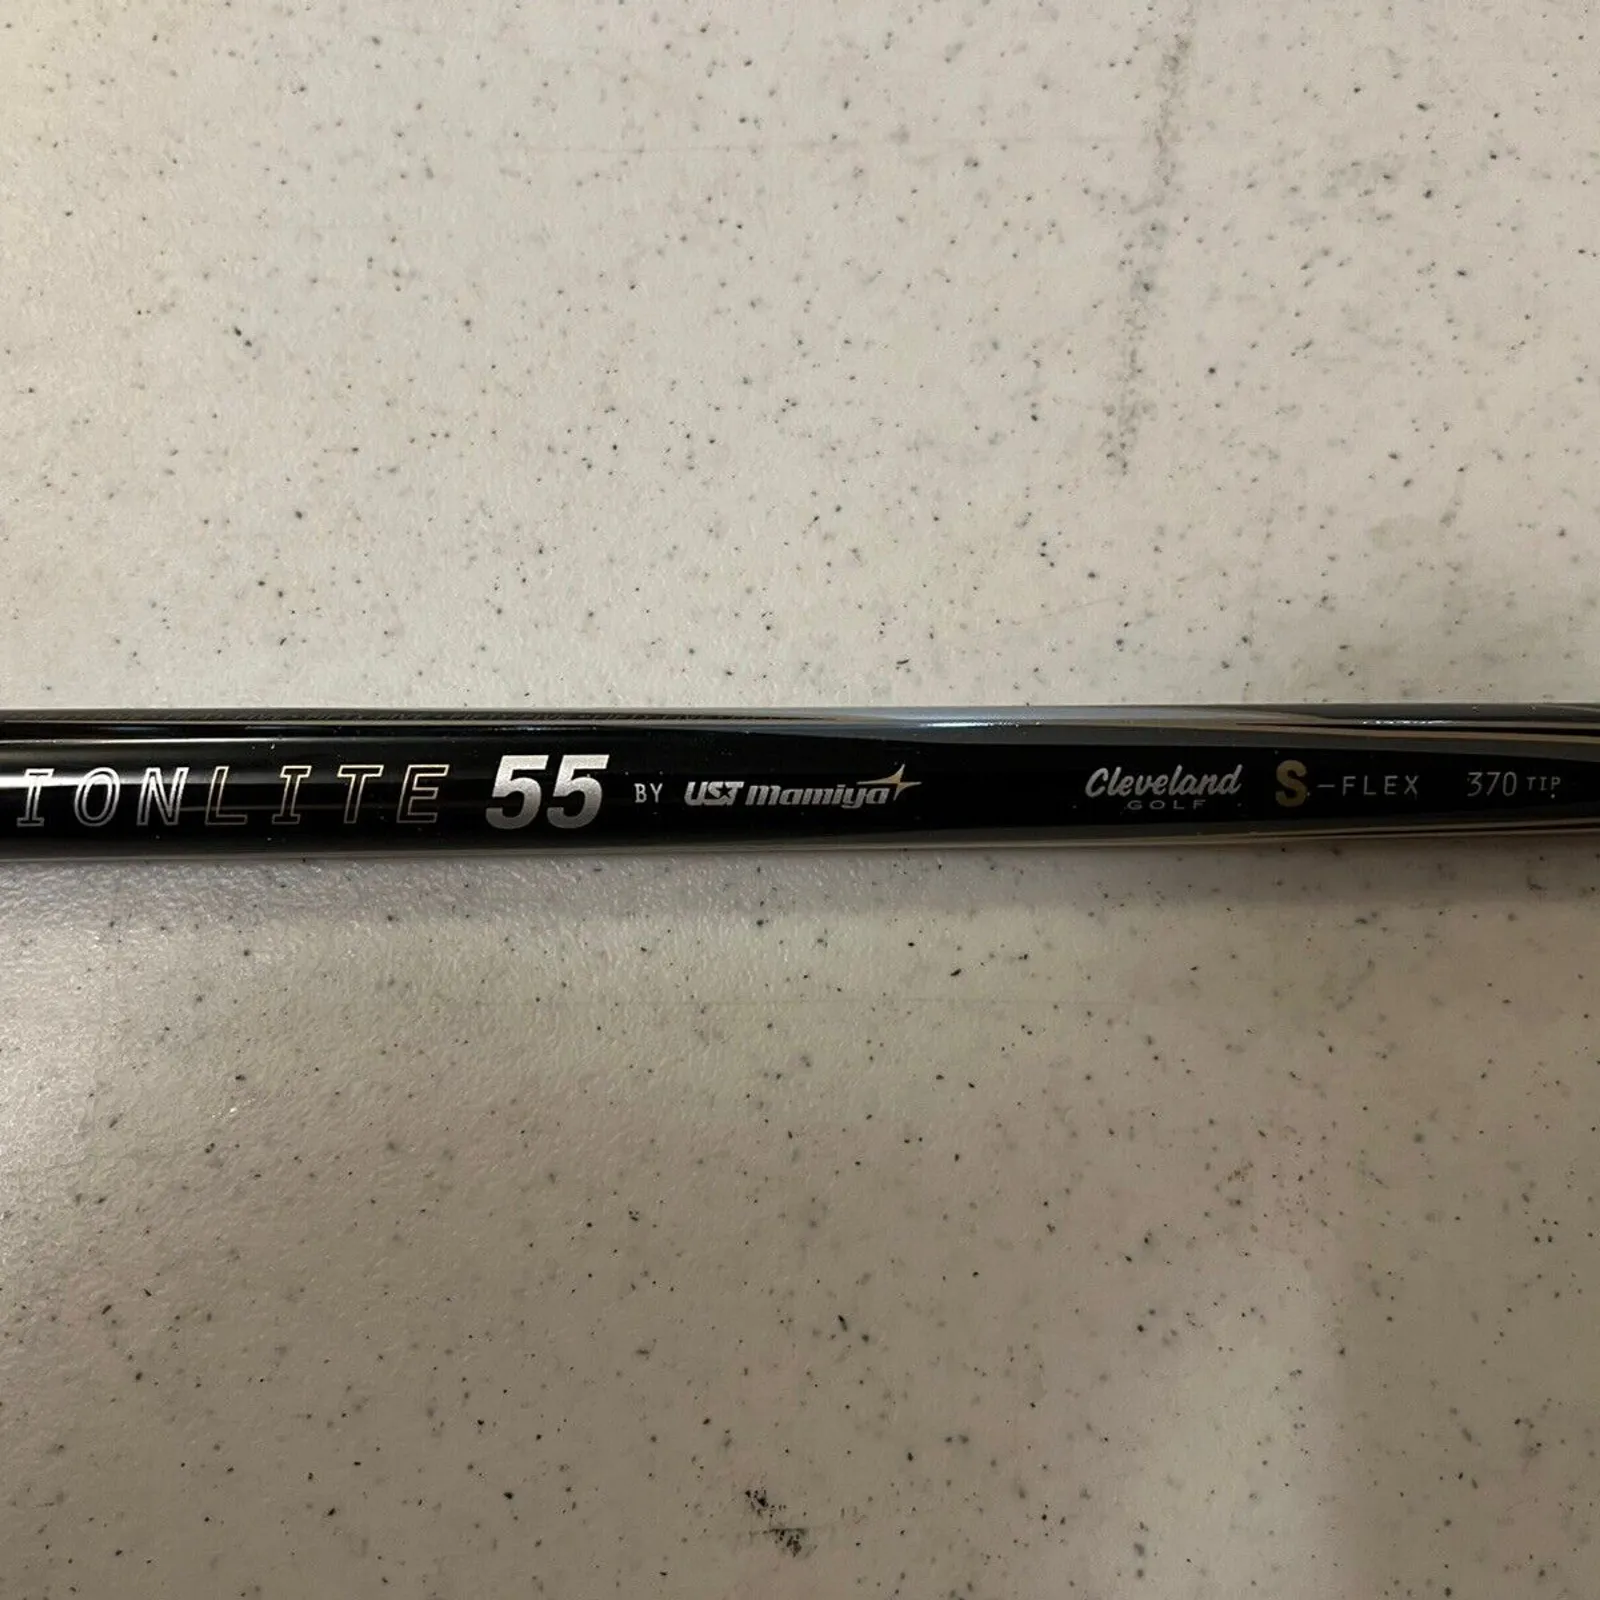 IONLITE 55 BY UST Mamiya Cleveland GOLF S-FLEX 370 TIP